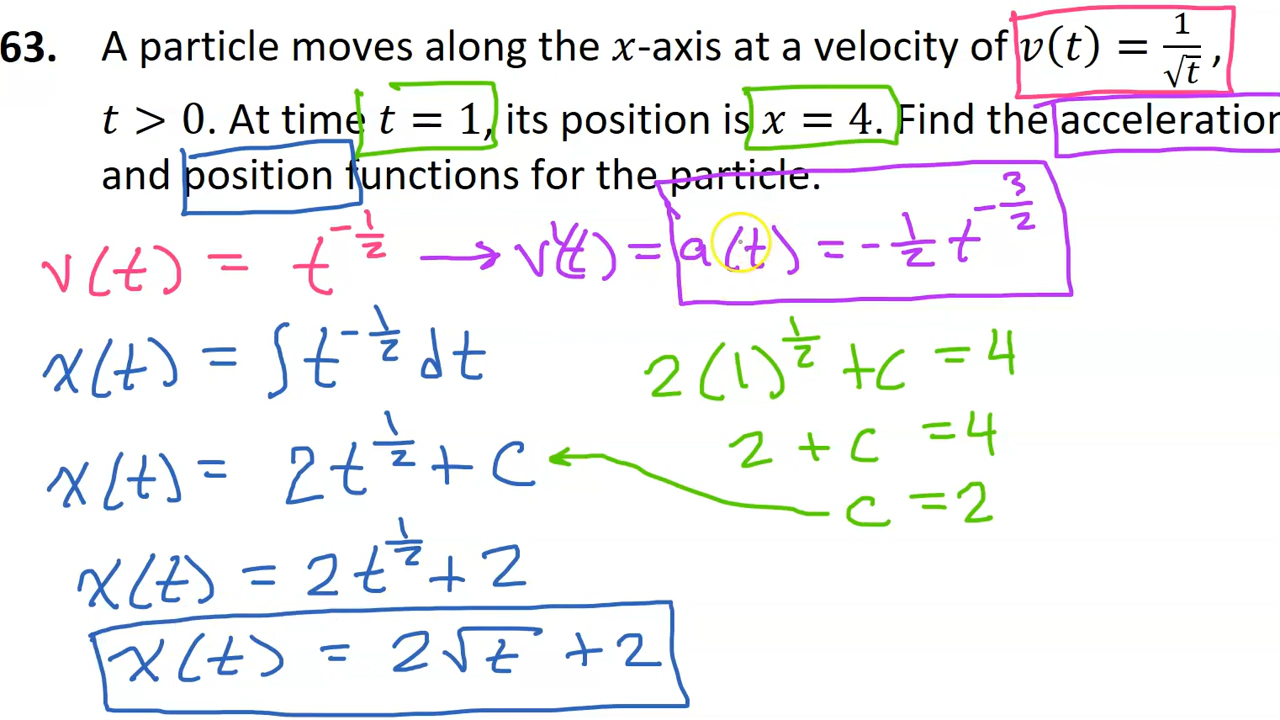 63. A particle moves along the x-axis at a velocity of v(t) = 1/√t,
t > 0. At time t = 1, its position is x = 4. Find the acceleration
and position functions for the particle.
v(t) = t^(-1/2) → v'(t) = a(t) = -1/2 t^(-3/2)
x(t) = ∫ t^(-1/2) dt
2(1)^(1/2) + C = 4
x(t) = 2t^(1/2) + C
2 + C = 4
C = 2
x(t) = 2t^(1/2) + 2
x(t) = 2√t + 2